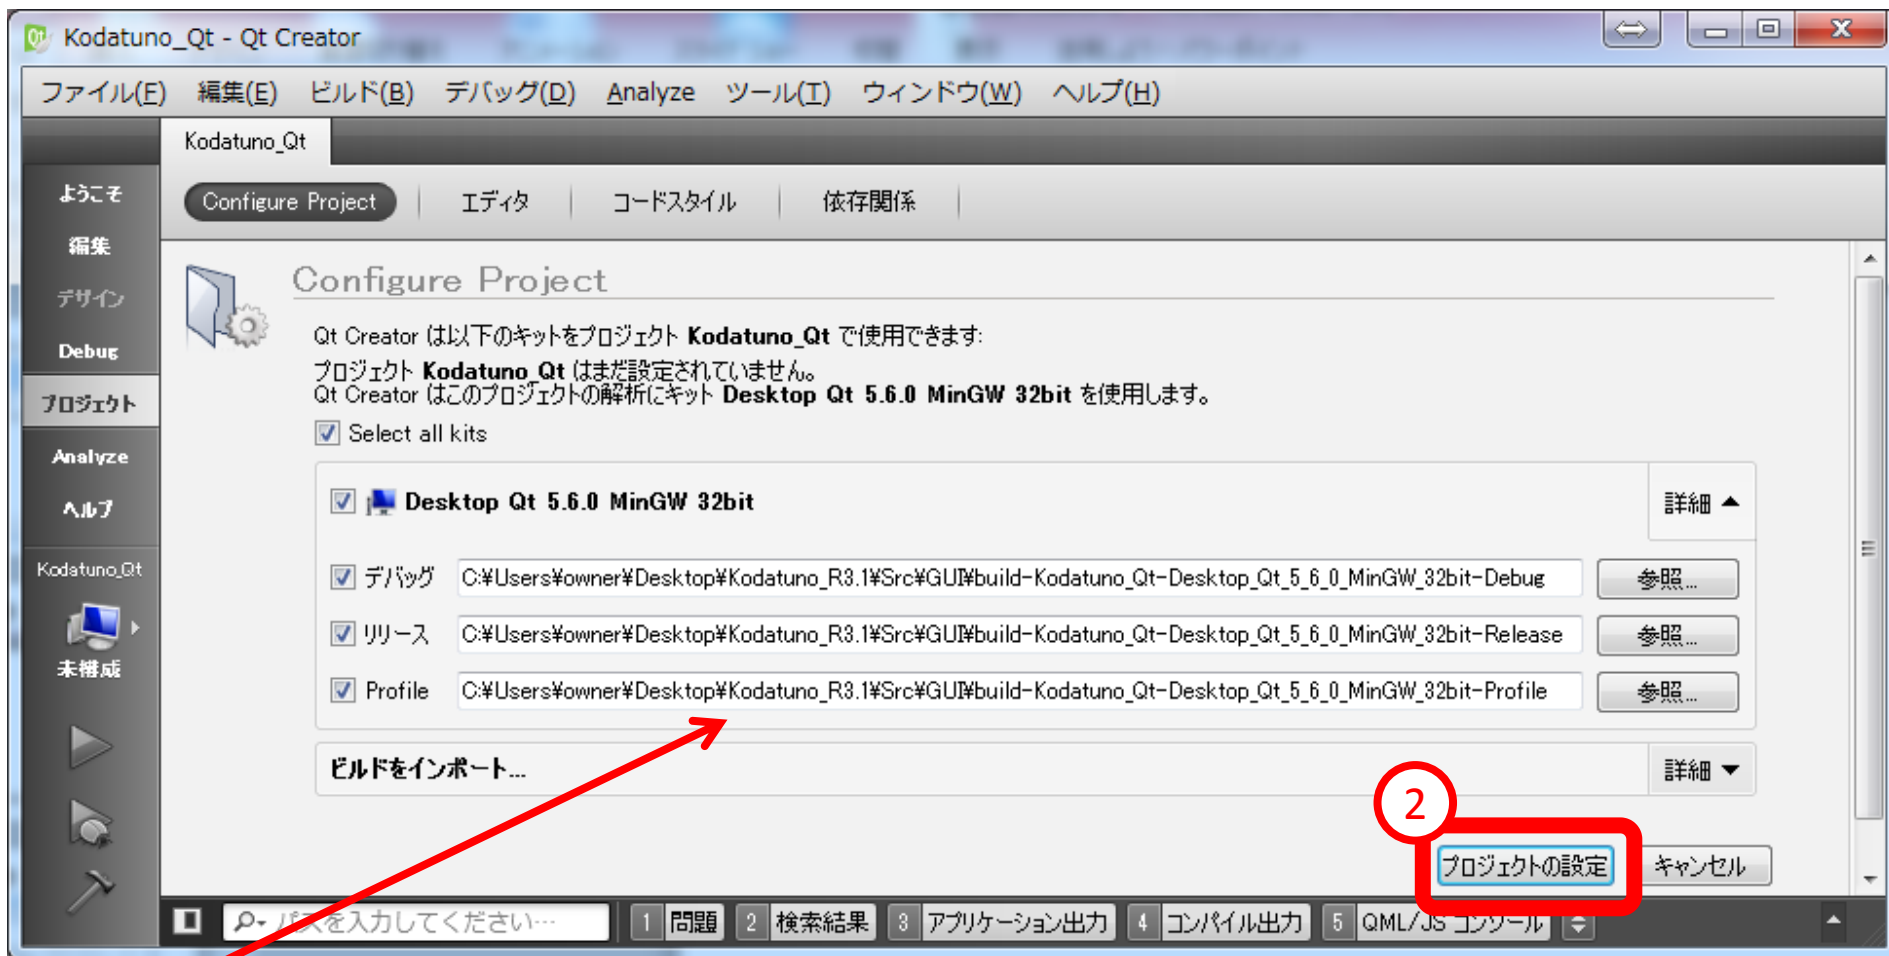 Kodatuno_Qt - Qt Creator
ファイル(F) 編集(E) ビルド(B) デバッグ(D) Analyze ツール(T) ウィンドウ(W) ヘルプ(H)
Kodatuno_Qt
ようこそ
編集
デザイン
Debug
プロジェクト
Analyze
ヘルプ
Kodatuno_Qt
未構成
Configure Project エディタ コードスタイル 依存関係
Configure Project
Qt Creator は以下のキットをプロジェクト Kodatuno_Qt で使用できます:
プロジェクト Kodatuno_Qt はまだ設定されていません。
Qt Creator はこのプロジェクトの解析にキット Desktop Qt 5.6.0 MinGW 32bit を使用します。
Select all kits
Desktop Qt 5.6.0 MinGW 32bit 詳細 ▲
デバッグ C:¥Users¥owner¥Desktop¥Kodatuno_R3.1¥Src¥GUI¥build-Kodatuno_Qt-Desktop_Qt_5_6_0_MinGW_32bit-Debug 参照...
リリース C:¥Users¥owner¥Desktop¥Kodatuno_R3.1¥Src¥GUI¥build-Kodatuno_Qt-Desktop_Qt_5_6_0_MinGW_32bit-Release 参照...
Profile C:¥Users¥owner¥Desktop¥Kodatuno_R3.1¥Src¥GUI¥build-Kodatuno_Qt-Desktop_Qt_5_6_0_MinGW_32bit-Profile 参照...
ビルドをインポート... 詳細 ▼
2
プロジェクトの設定 キャンセル
パスを入力してください… 1 問題 2 検索結果 3 アプリケーション出力 4 コンパイル出力 5 QML/JS コンソール